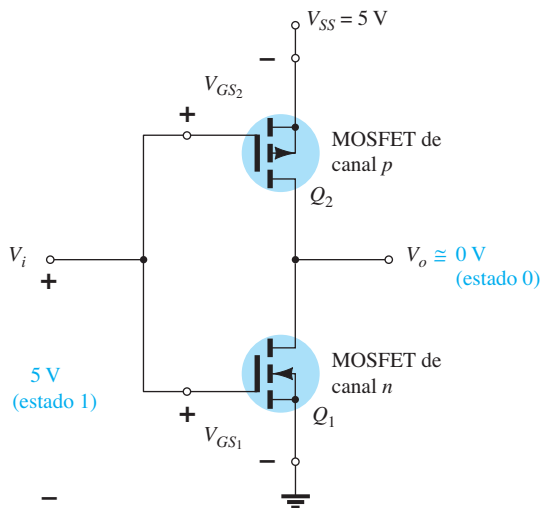 V_SS = 5 V
−
V_GS2
+
MOSFET de
canal p
Q2
V_i
+
V_o ≅ 0 V
(estado 0)
MOSFET de
canal n
5 V
(estado 1)
+
Q1
V_GS1
−
−